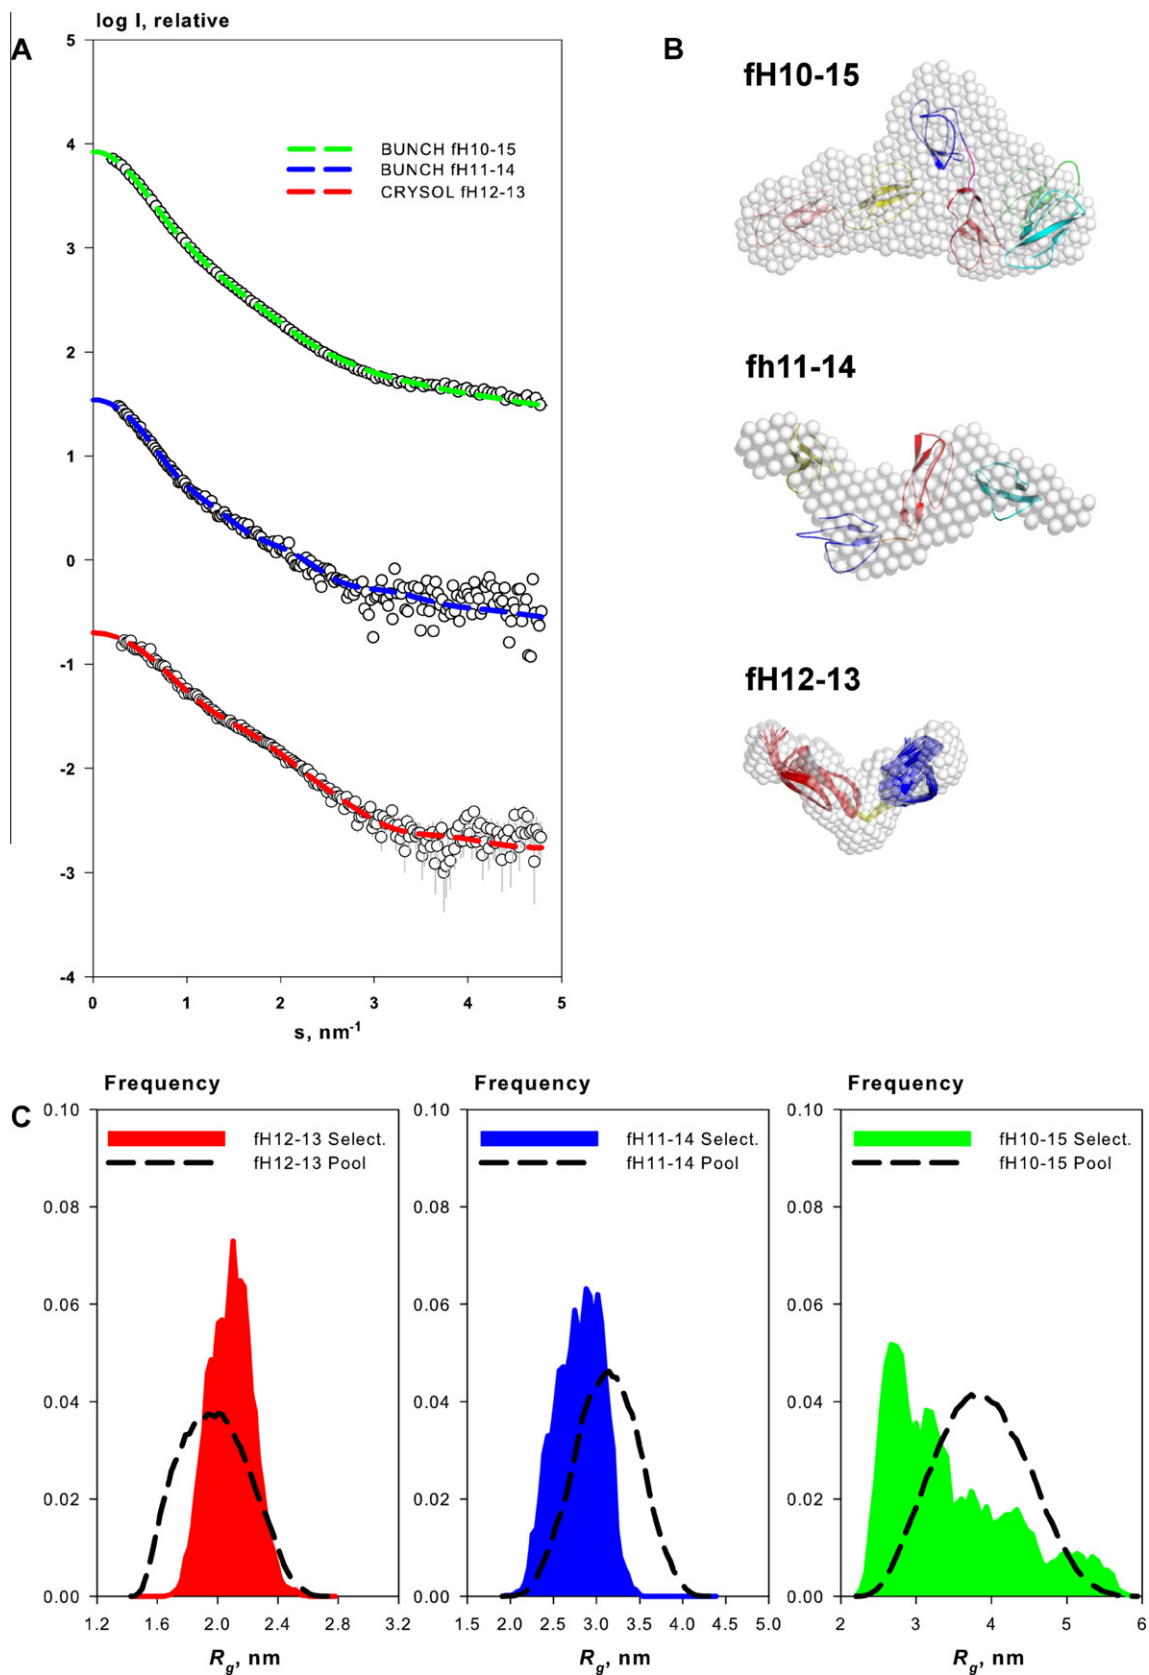 log I, relative
A
5
4
3
2
1
0
-1
-2
-3
-4
BUNCH fH10-15
BUNCH fH11-14
CRYSOL fH12-13
0 1 2 3 4 5
s, nm-1
B
fH10-15
fh11-14
fH12-13
C
Frequency
0.10
0.08
0.06
0.04
0.02
0.00
fH12-13 Select.
fH12-13 Pool
1.2 1.6 2.0 2.4 2.8 3.2
Rg, nm
Frequency
0.10
0.08
0.06
0.04
0.02
0.00
fH11-14 Select.
fH11-14 Pool
1.5 2.0 2.5 3.0 3.5 4.0 4.5 5.0
Rg, nm
Frequency
0.10
0.08
0.06
0.04
0.02
0.00
fH10-15 Select.
fH10-15 Pool
2 3 4 5 6
Rg, nm